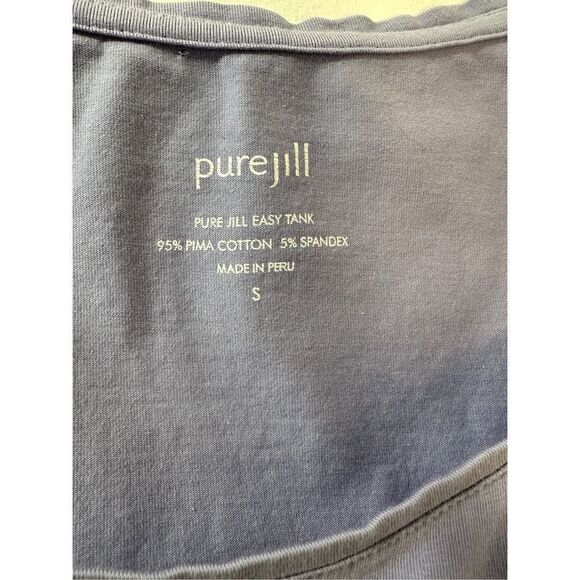 purejill
PURE JILL EASY TANK
95% PIMA COTTON 5% SPANDEX
MADE IN PERU
S